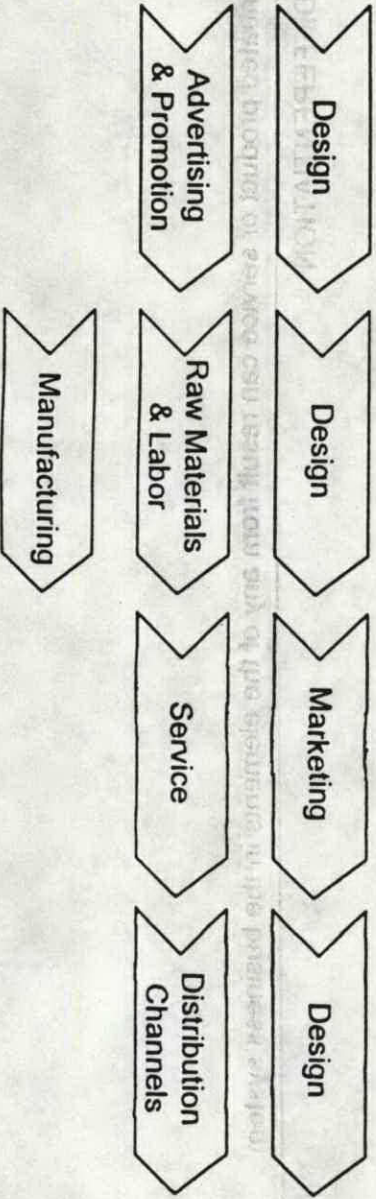 Design
Design
Marketing
Design
Advertising
& Promotion
Raw Materials
& Labor
Service
Distribution
Channels
Manufacturing